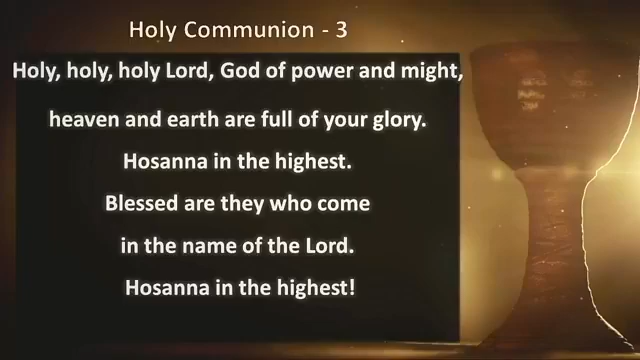 Holy Communion - 3
Holy, holy, holy Lord, God of power and might,
heaven and earth are full of your glory.
Hosanna in the highest.
Blessed are they who come
in the name of the Lord.
Hosanna in the highest!